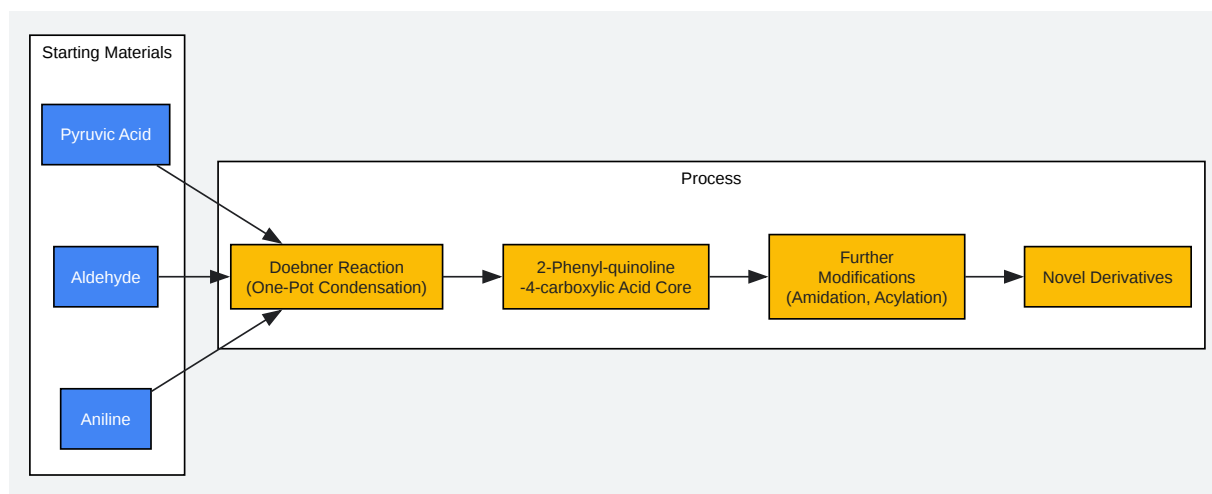 Starting Materials
Pyruvic Acid
Aldehyde
Aniline
Process
Doebner Reaction
(One-Pot Condensation)
2-Phenyl-quinoline
-4-carboxylic Acid Core
Further
Modifications
(Amidation, Acylation)
Novel Derivatives